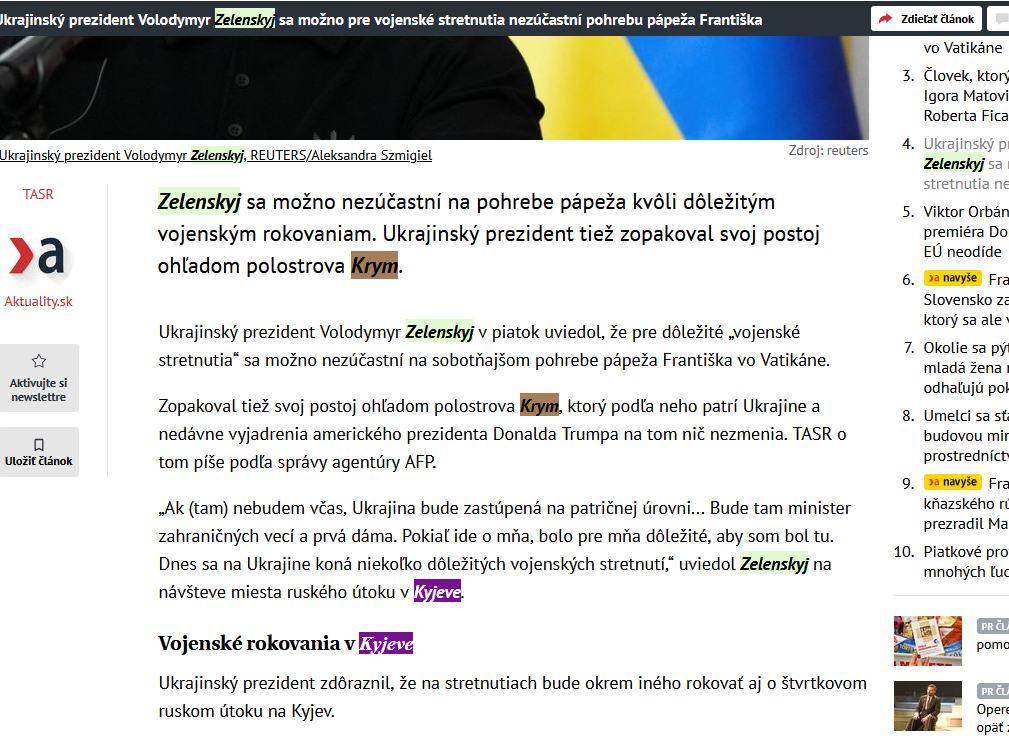 Ukrajinský prezident Volodymyr Zelenskyj sa možno pre vojenské stretnutia nezúčastní pohrebu pápeža Františka
Zdieľať článok
Ukrajinský prezident Volodymyr Zelenskyj, REUTERS/Aleksandra Szmigiel
Zdroj: reuters
TASR
Aktuality.sk
Aktivujte si
newslettre
Uložiť článok
Zelenskyj sa možno nezúčastní na pohrebe pápeža kvôli dôležitým
vojenským rokovaniam. Ukrajinský prezident tiež zopakoval svoj postoj
ohľadom polostrova Krym.
Ukrajinský prezident Volodymyr Zelenskyj v piatok uviedol, že pre dôležité „vojenské
stretnutia“ sa možno nezúčastní na sobotňajšom pohrebe pápeža Františka vo Vatikáne.
Zopakoval tiež svoj postoj ohľadom polostrova Krym, ktorý podľa neho patrí Ukrajine a
nedávne vyjadrenia amerického prezidenta Donalda Trumpa na tom nič nezmenia. TASR o
tom píše podľa správy agentúry AFP.
„Ak (tam) nebudem včas, Ukrajina bude zastúpená na patričnej úrovni... Bude tam minister
zahraničných vecí a prvá dáma. Pokiaľ ide o mňa, bolo pre mňa dôležité, aby som bol tu.
Dnes sa na Ukrajine koná niekoľko dôležitých vojenských stretnutí,“ uviedol Zelenskyj na
návšteve miesta ruského útoku v Kyjeve.
Vojenské rokovania v Kyjeve
Ukrajinský prezident zdôraznil, že na stretnutiach bude okrem iného rokovať aj o štvrtkovom
ruskom útoku na Kyjev.
vo Vatikáne
3. Človek, ktorý
Igora Matovi
Roberta Fica
4. Ukrajinský pr
Zelenskyj sa
stretnutia ne
5. Viktor Orbán
premiéra Do
EÚ neodíde
6. navyše Fra
Slovensko za
ktorý sa ale v
7. Okolie sa pýt
mladá žena
odhaľujú pok
8. Umelci sa sťa
budovou min
prostredníctv
9. navyše Fra
kňazského rú
prezradil Ma
10. Piatkové pro
mnohých ľuc
PR ČLÁ
pomo
PR ČLÁ
Opere
opäť z